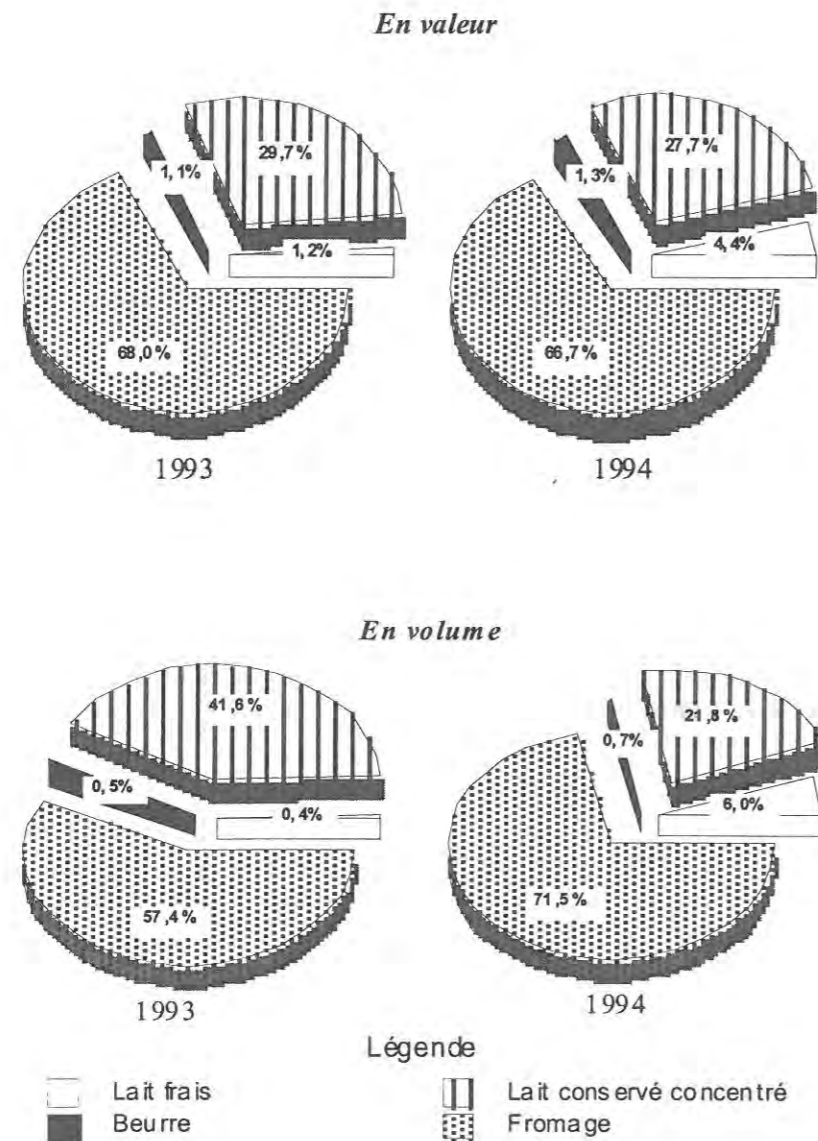 En valeur
29,7%
1,1%
1,2%
68,0%
1993
27,7%
1,3%
4,4%
66,7%
1994
En volume
41,6%
0,5%
0,4%
57,4%
1993
21,8%
0,7%
6,0%
71,5%
1994
Légende
Lait frais
Lait conservé concentré
Beurre
Fromage